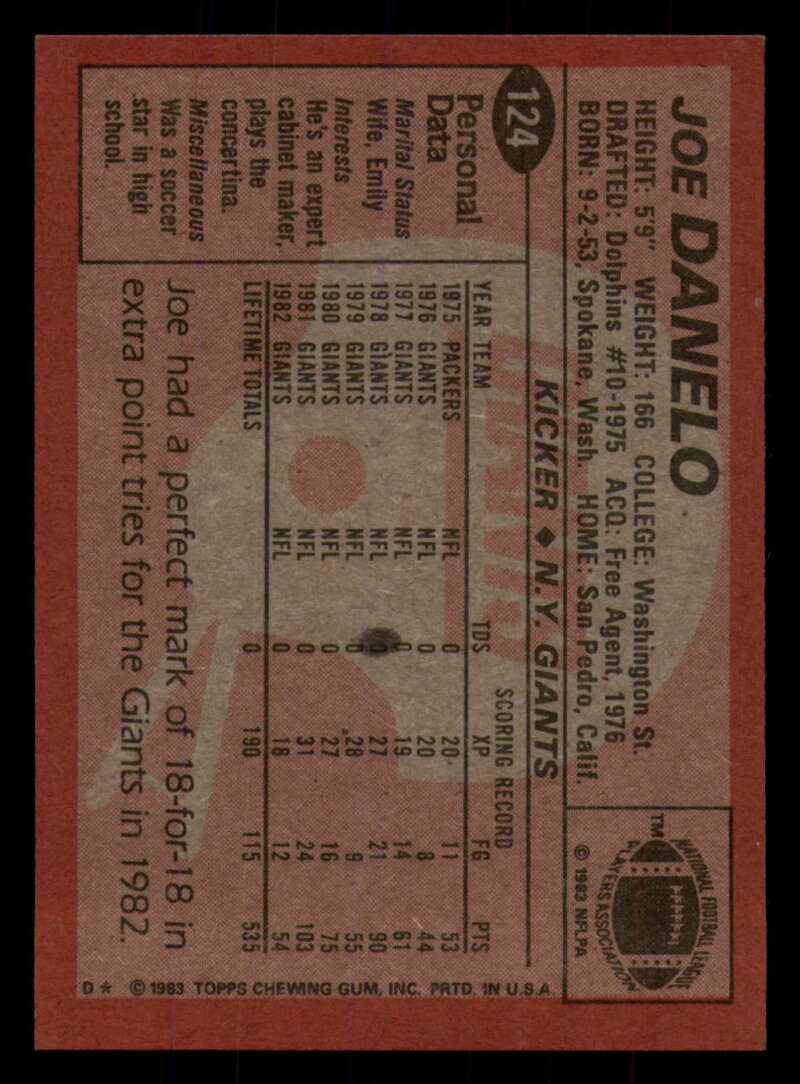 124
JOE DANELO
HEIGHT: 5'9" WEIGHT: 166 COLLEGE: Washington St.
DRAFTED: Dolphins #10-1975 ACQ: Free Agent, 1976
BORN: 9-2-53, Spokane, Wash. HOME: San Pedro, Calif.
KICKER ♦ N.Y. GIANTS
NATIONAL FOOTBALL LEAGUE
PLAYERS ASSOCIATION
TM
© 1983 NFLPA
Personal
Data
Marital Status
Wife, Emily
Interests
He's an expert
cabinet maker,
plays the
concertina.
Miscellaneous
Was a soccer
star in high
school.
SCORING RECORD
YEAR TEAM TDS XP FG PTS
1975 PACKERS NFL 0 20 11 53
1976 GIANTS NFL 0 20 8 44
1977 GIANTS NFL 0 19 14 61
1978 GIANTS NFL 0 27 21 90
1979 GIANTS NFL 0 28 9 55
1980 GIANTS NFL 0 27 16 75
1981 GIANTS NFL 0 31 24 103
1982 GIANTS NFL 0 18 12 54
LIFETIME TOTALS 0 190 115 535
Joe had a perfect mark of 18-for-18 in
extra point tries for the Giants in 1982.
D * © 1983 TOPPS CHEWING GUM, INC. PRTD. IN U.S.A.